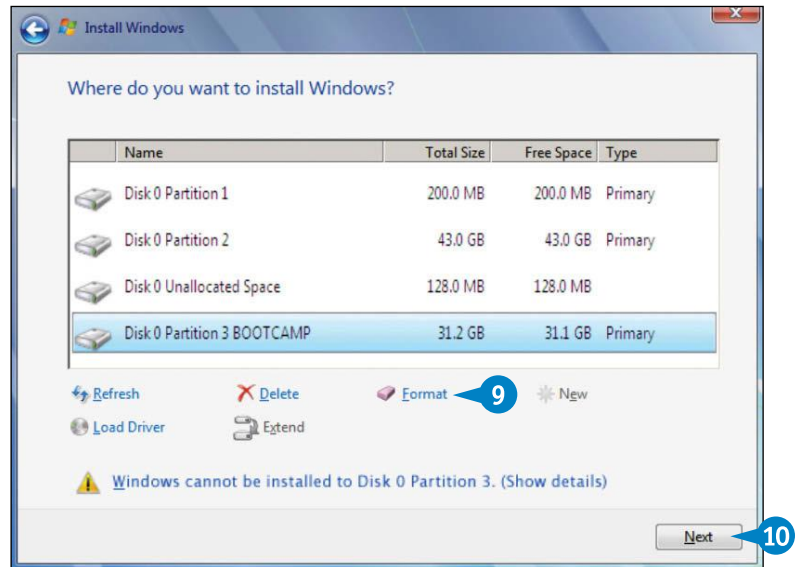 Install Windows
Where do you want to install Windows?
Name Total Size Free Space Type
Disk 0 Partition 1 200.0 MB 200.0 MB Primary
Disk 0 Partition 2 43.0 GB 43.0 GB Primary
Disk 0 Unallocated Space 128.0 MB 128.0 MB
Disk 0 Partition 3 BOOTCAMP 31.2 GB 31.1 GB Primary
Refresh Delete Format 9 New
Load Driver Extend
Windows cannot be installed to Disk 0 Partition 3. (Show details)
Next 10